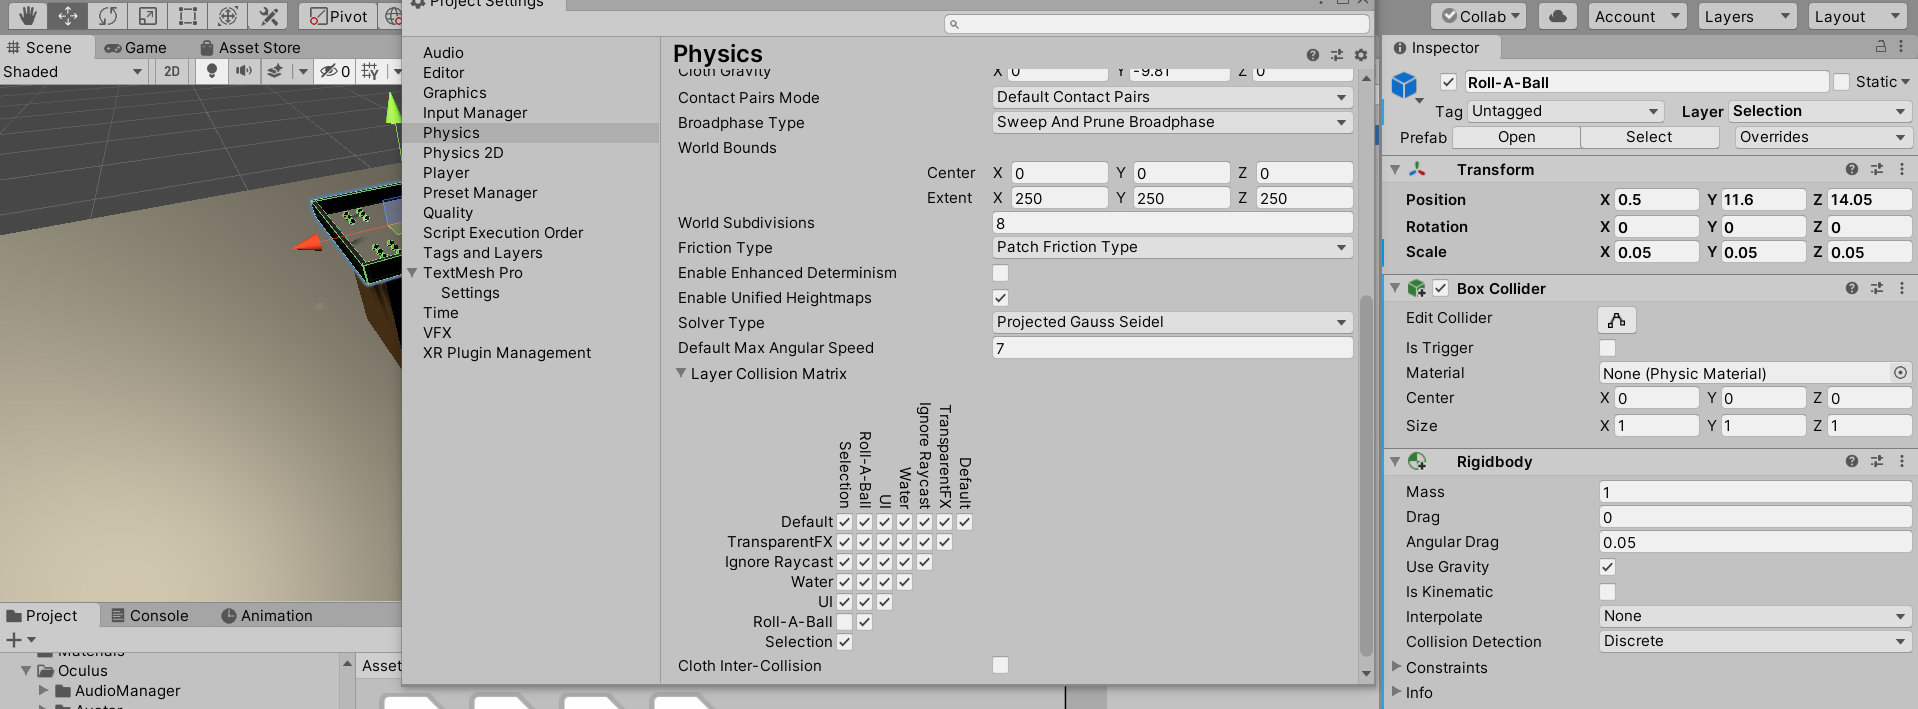 Project Settings
Pivot
Collab
Account
Layers
Layout
Scene
Game
Asset Store
Shaded
2D
0
Audio
Editor
Graphics
Input Manager
Physics
Physics 2D
Player
Preset Manager
Quality
Script Execution Order
Tags and Layers
TextMesh Pro
Settings
Time
VFX
XR Plugin Management
Physics
Cloth Gravity X 0 Y -9.81 Z 0
Contact Pairs Mode Default Contact Pairs
Broadphase Type Sweep And Prune Broadphase
World Bounds
Center X 0 Y 0 Z 0
Extent X 250 Y 250 Z 250
World Subdivisions 8
Friction Type Patch Friction Type
Enable Enhanced Determinism
Enable Unified Heightmaps
Solver Type Projected Gauss Seidel
Default Max Angular Speed 7
Layer Collision Matrix
Selection
Roll-A-Ball
UI
Water
Ignore Raycast
TransparentFX
Default
Default
TransparentFX
Ignore Raycast
Water
UI
Roll-A-Ball
Selection
Cloth Inter-Collision
Inspector
Roll-A-Ball Static
Tag Untagged Layer Selection
Prefab Open Select Overrides
Transform
Position X 0.5 Y 11.6 Z 14.05
Rotation X 0 Y 0 Z 0
Scale X 0.05 Y 0.05 Z 0.05
Box Collider
Edit Collider
Is Trigger
Material None (Physic Material)
Center X 0 Y 0 Z 0
Size X 1 Y 1 Z 1
Rigidbody
Mass 1
Drag 0
Angular Drag 0.05
Use Gravity
Is Kinematic
Interpolate None
Collision Detection Discrete
Constraints
Info
Project
Console
Animation
Materials
Oculus
AudioManager
Avatar
Asset